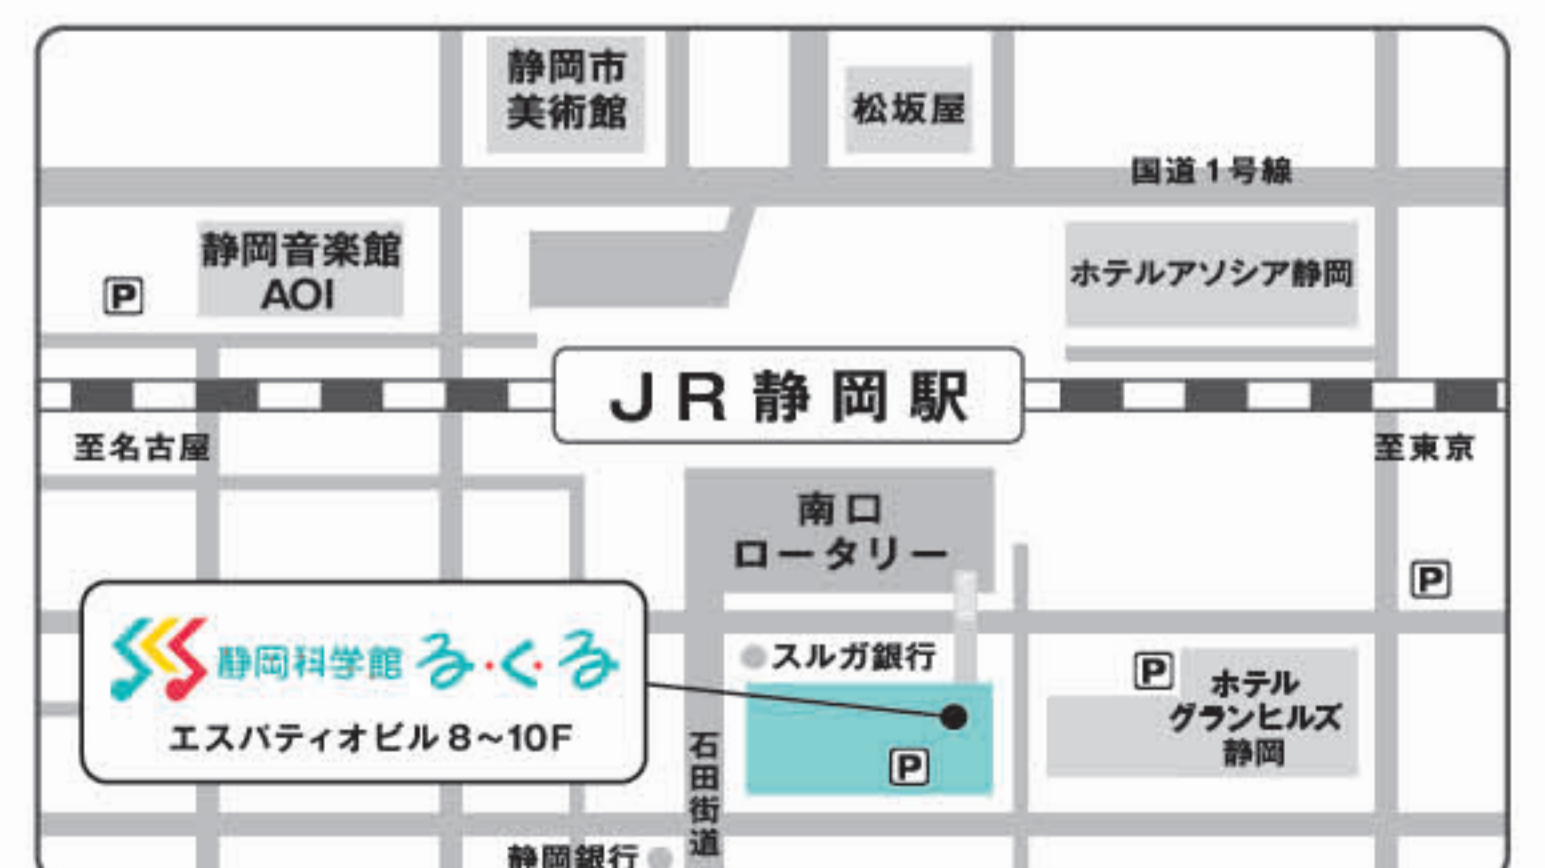 静岡市
美術館
松坂屋
国道1号線
静岡音楽館
AOI
P
ホテルアソシア静岡
JR静岡駅
至名古屋
至東京
南口
ロータリー
P
静岡科学館 る・く・る
エスパティオビル8〜10F
スルガ銀行
P
ホテル
グランヒルズ
静岡
P
石田街道
静岡銀行